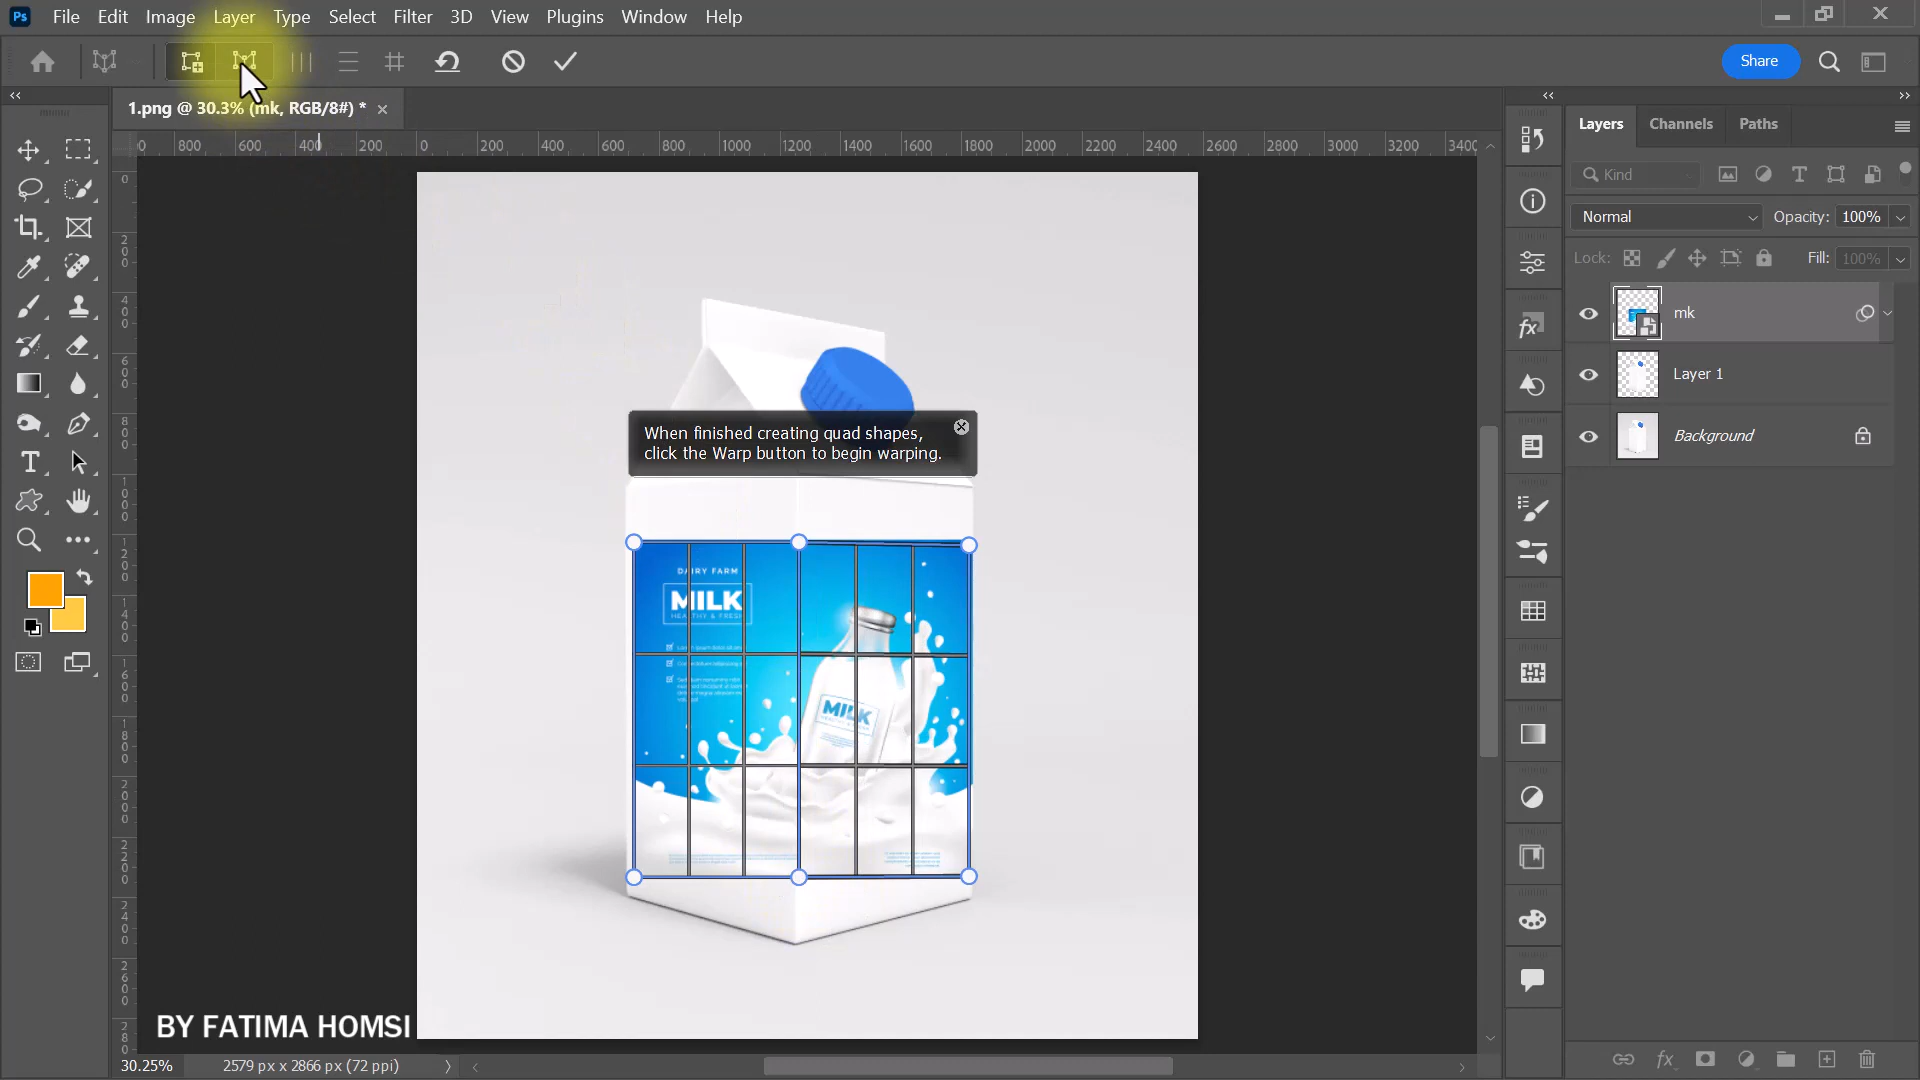 Ps File Edit Image Layer Type Select Filter 3D View Plugins Window Help
Share
1.png @ 30.3% (mk, RGB/8#) *
0 800 600 400 200 0 200 400 600 800 1000 1200 1400 1600 1800 2000 2200 2400 2600 2800 3000 3200 3400
Layers Channels Paths
Kind
Normal Opacity: 100%
Lock: Fill: 100%
mk
Layer 1
Background
When finished creating quad shapes,
click the Warp button to begin warping.
DAIRY FARM
MILK
HEALTHY & FRESH
MILK
BY FATIMA HOMSI
30.25% 2579 px x 2866 px (72 ppi)